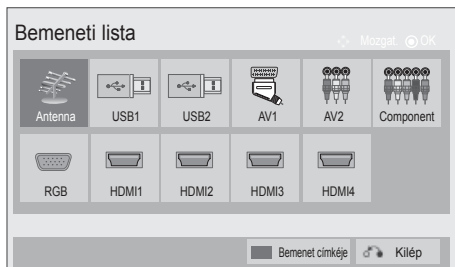 Bemeneti lista
Mozgat. OK
Antenna USB1 USB2 AV1 AV2 Component
RGB HDMI1 HDMI2 HDMI3 HDMI4
Bemenet címkéje Kilép